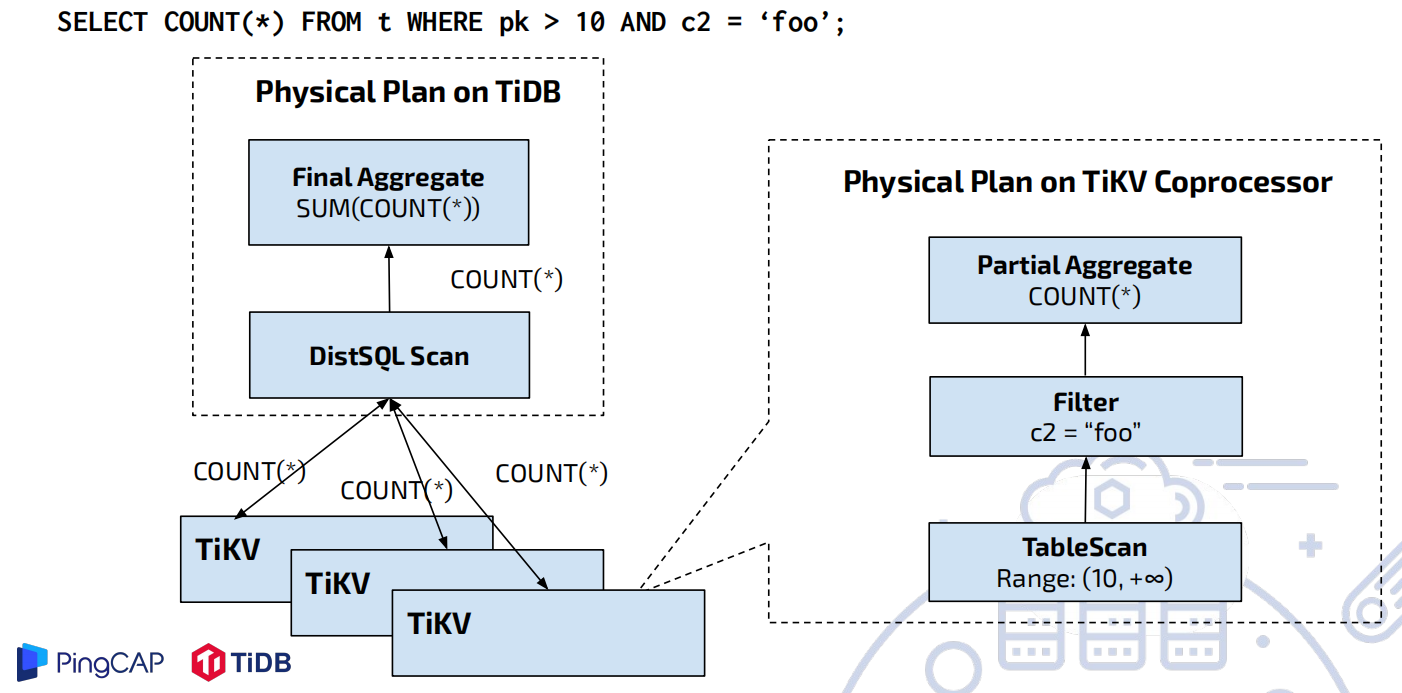 SELECT COUNT(*) FROM t WHERE pk > 10 AND c2 = ‘foo’;
Physical Plan on TiDB
Final Aggregate
SUM(COUNT(*))
COUNT(*)
DistSQL Scan
COUNT(*)
COUNT(*)
COUNT(*)
TiKV
TiKV
TiKV
Physical Plan on TiKV Coprocessor
Partial Aggregate
COUNT(*)
Filter
c2 = “foo”
TableScan
Range: (10, +∞)
PingCAP
TiDB